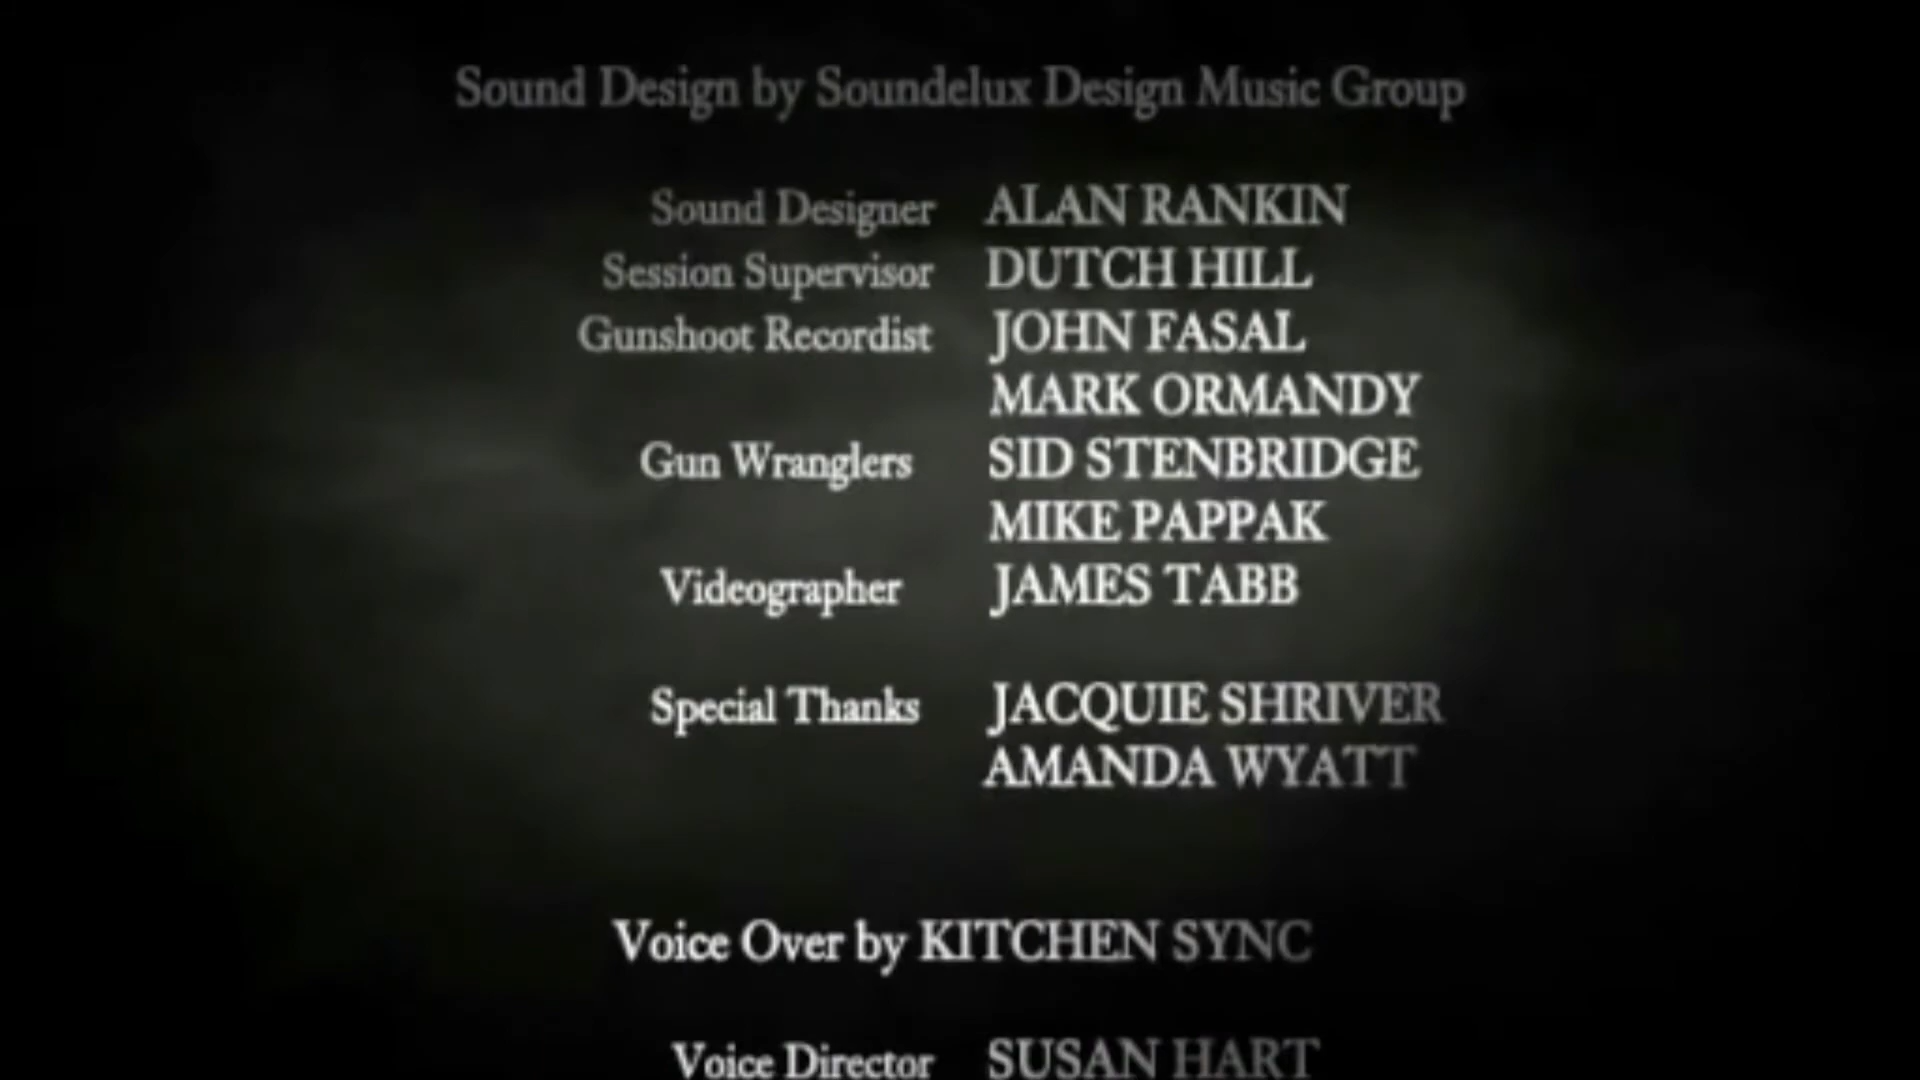 Sound Design by Soundelux Design Music Group
Sound Designer ALAN RANKIN
Session Supervisor DUTCH HILL
Gunshoot Recordist JOHN FASAL
MARK ORMANDY
Gun Wranglers SID STENBRIDGE
MIKE PAPPAK
Videographer JAMES TABB
Special Thanks JACQUIE SHRIVER
AMANDA WYATT
Voice Over by KITCHEN SYNC
Voice Director SUSAN HART